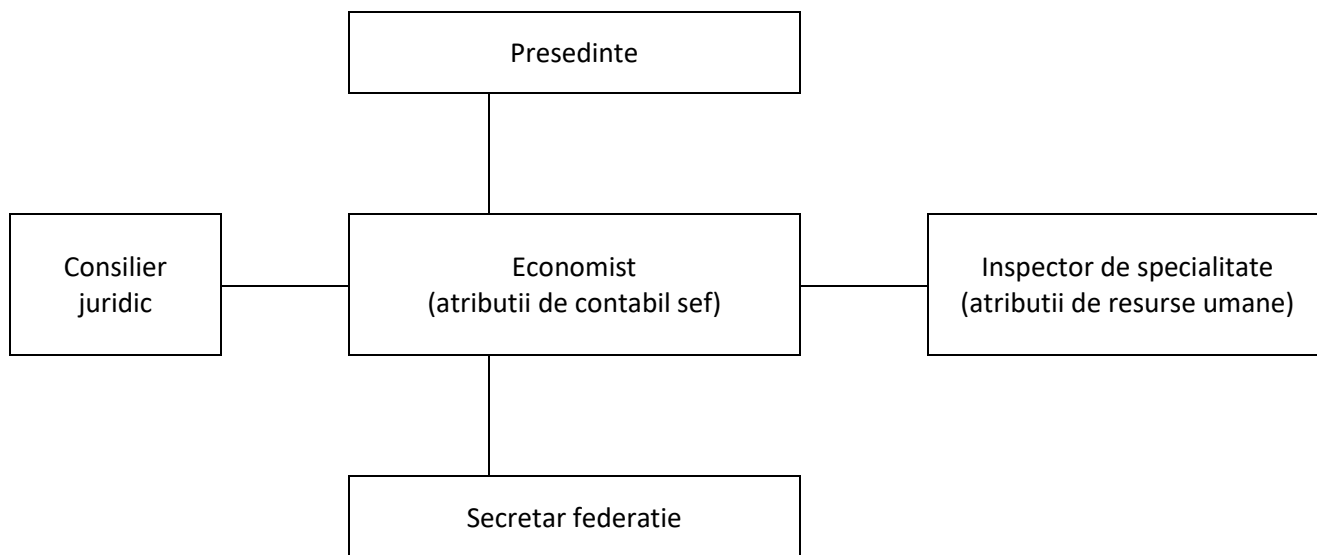 Presedinte
Consilier
juridic
Economist
(atributii de contabil sef)
Inspector de specialitate
(atributii de resurse umane)
Secretar federatie